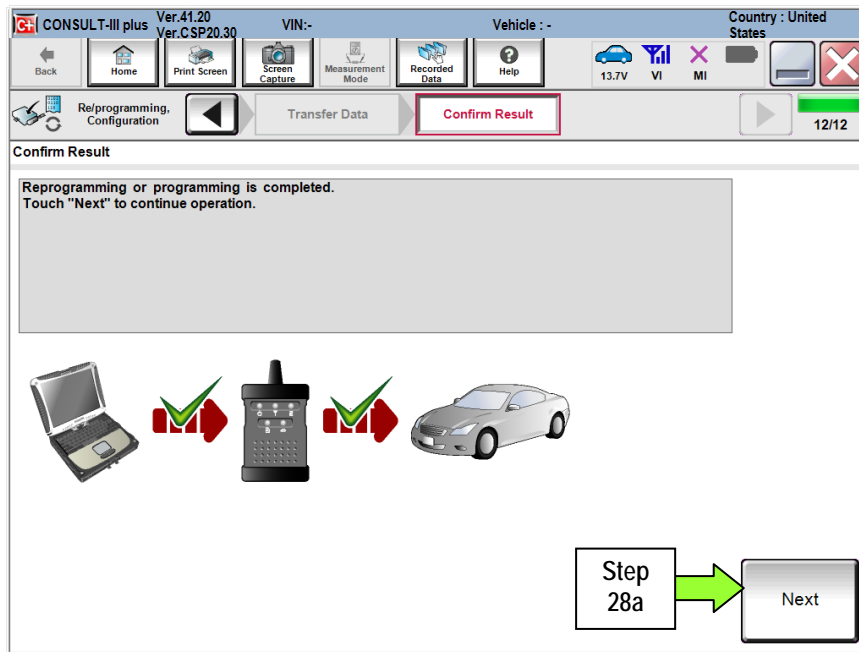 C+ CONSULT-III plus Ver.41.20 Ver.CSP20.30 VIN:- Vehicle : - Country : United States
Back Home Print Screen Screen Capture Measurement Mode Recorded Data Help 13.7V VI MI
Re/programming, Configuration Transfer Data Confirm Result 12/12
Confirm Result
Reprogramming or programming is completed.
Touch "Next" to continue operation.
Step
28a
Next